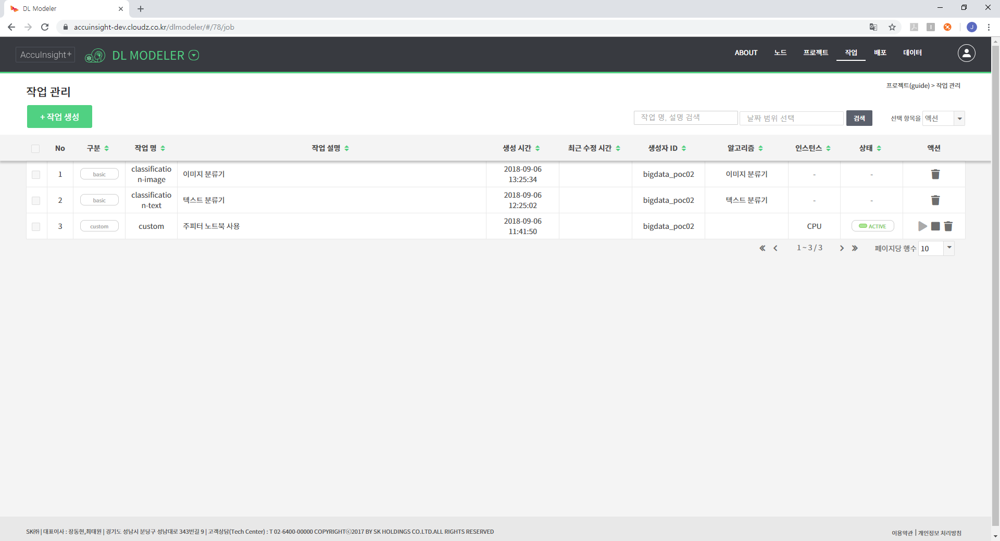 DL Modeler
accuinsight-dev.cloudz.co.kr/dlmodeler/#/78/job
J
AccuInsight+
DL MODELER
ABOUT 노드 프로젝트 작업 배포 데이터
작업 관리
프로젝트(guide) > 작업 관리
+ 작업 생성
작업 명, 설명 검색 날짜 범위 선택 검색 선택 항목을 액션
No 구분 작업 명 작업 설명 생성 시간 최근 수정 시간 생성자 ID 알고리즘 인스턴스 상태 액션
1 basic classificatio
n-image 이미지 분류기 2018-09-06
13:25:34 bigdata_poc02 이미지 분류기 - -
2 basic classificatio
n-text 텍스트 분류기 2018-09-06
12:25:02 bigdata_poc02 텍스트 분류기 - -
3 custom custom 주피터 노트북 사용 2018-09-06
11:41:50 bigdata_poc02 CPU ACTIVE
1 ~ 3 / 3 페이지당 행수 10
SK㈜ | 대표이사 : 장동현,최태원 | 경기도 성남시 분당구 성남대로 343번길 9 | 고객상담(Tech Center) : T 02-6400-00000 COPYRIGHTⓒ2017 BY SK HOLDINGS CO.LTD.ALL RIGHTS RESERVED
이용약관 | 개인정보 처리방침